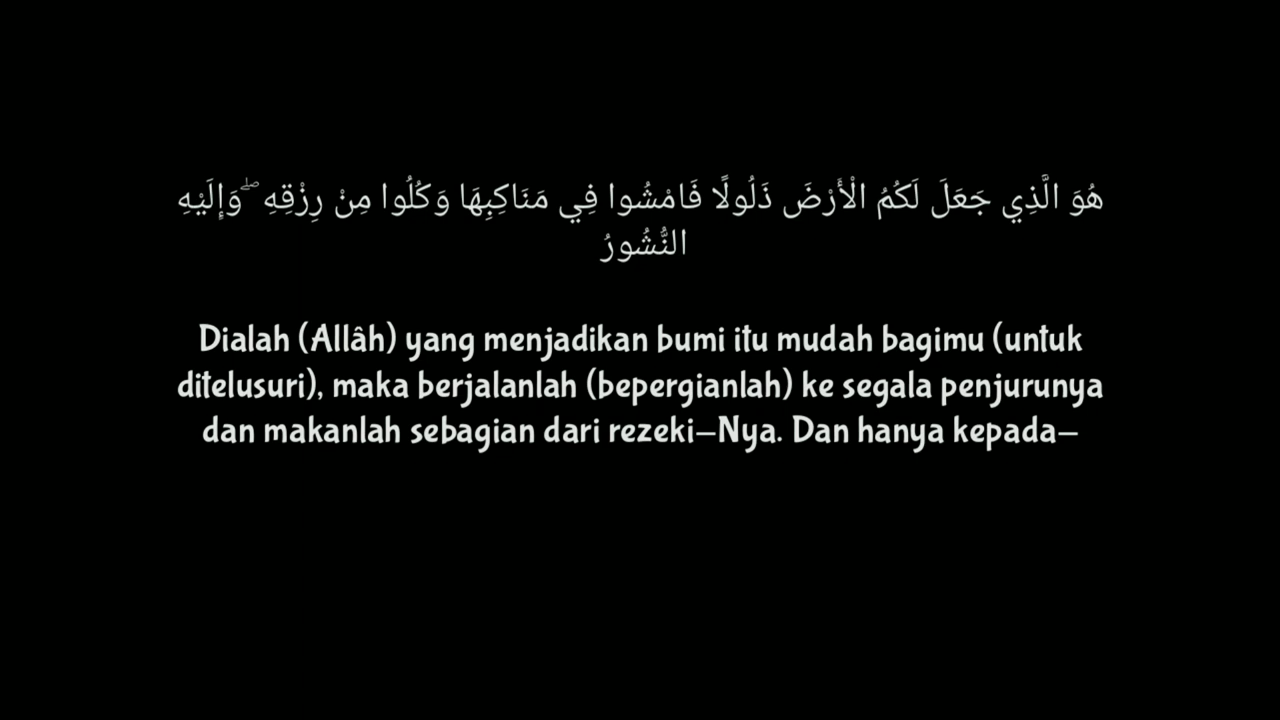 هُوَ الَّذِي جَعَلَ لَكُمُ الْأَرْضَ ذَلُولًا فَامْشُوا فِي مَنَاكِبِهَا وَكُلُوا مِنْ رِزْقِهِ ۖ وَإِلَيْهِ
النُّشُورُ
Dialah (Allâh) yang menjadikan bumi itu mudah bagimu (untuk
ditelusuri), maka berjalanlah (bepergianlah) ke segala penjurunya
dan makanlah sebagian dari rezeki–Nya. Dan hanya kepada–